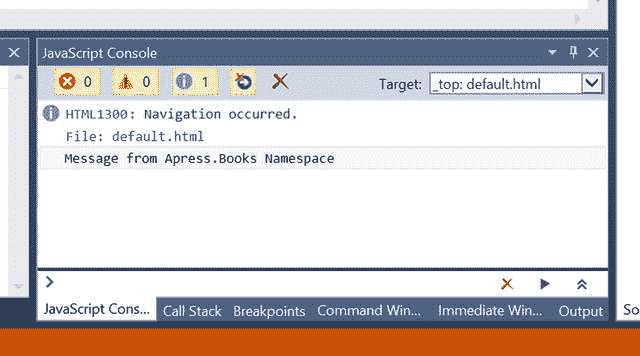 JavaScript Console
0 0 1 Target: _top: default.html
HTML1300: Navigation occurred.
File: default.html
Message from Apress.Books Namespace
JavaScript Cons... Call Stack Breakpoints Command Win... Immediate Win... Output So